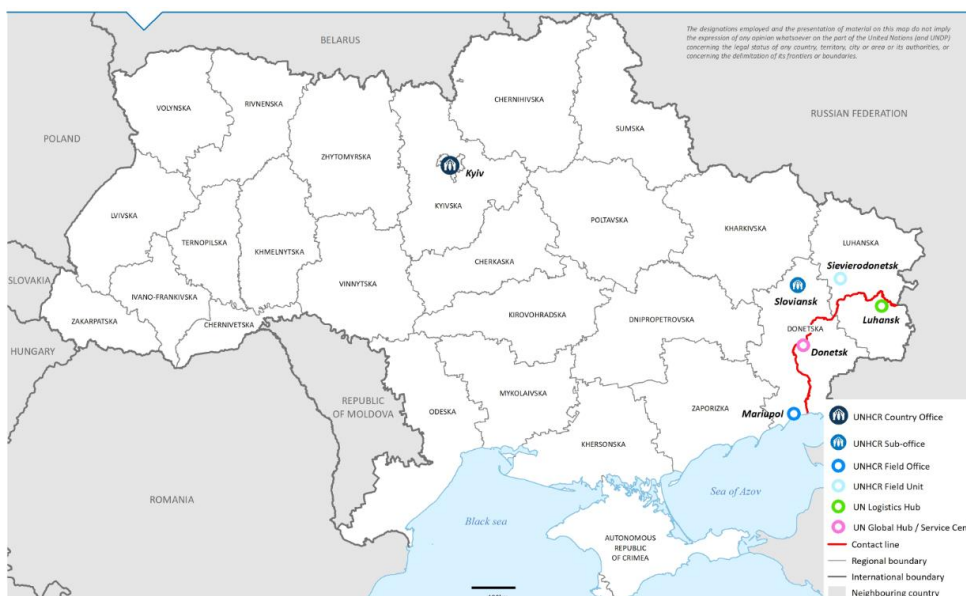 The designations employed and the presentation of material on this map do not imply
the expression of any opinion whatsoever on the part of the United Nations (and UNDP)
concerning the legal status of any country, territory, city or area or its authorities, or
concerning the delimitation of its frontiers or boundaries.
BELARUS
RUSSIAN FEDERATION
POLAND
VOLYNSKA
RIVNENSKA
CHERNIHIVSKA
SUMSKA
ZHYTOMYRSKA
Kyiv
KYIVSKA
LVIVSKA
TERNOPILSKA
KHMELNYTSKA
POLTAVSKA
KHARKIVSKA
LUHANSKA
CHERKASKA
Sievierodonetsk
SLOVAKIA
IVANO-FRANKIVSKA
VINNYTSKA
Sloviansk
ZAKARPATSKA
CHERNIVETSKA
KIROVOHRADSKA
DNIPROPETROVSKA
Luhansk
DONETSKA
HUNGARY
Donetsk
REPUBLIC
OF MOLDOVA
MYKOLAIVSKA
ODESKA
ZAPORIZKA
Mariupol
KHERSONSKA
ROMANIA
Black sea
Sea of Azov
AUTONOMOUS
REPUBLIC
OF CRIMEA
UNHCR Country Office
UNHCR Sub-office
UNHCR Field Office
UNHCR Field Unit
UN Logistics Hub
UN Global Hub / Service Cen
Contact line
Regional boundary
International boundary
Neighbouring country